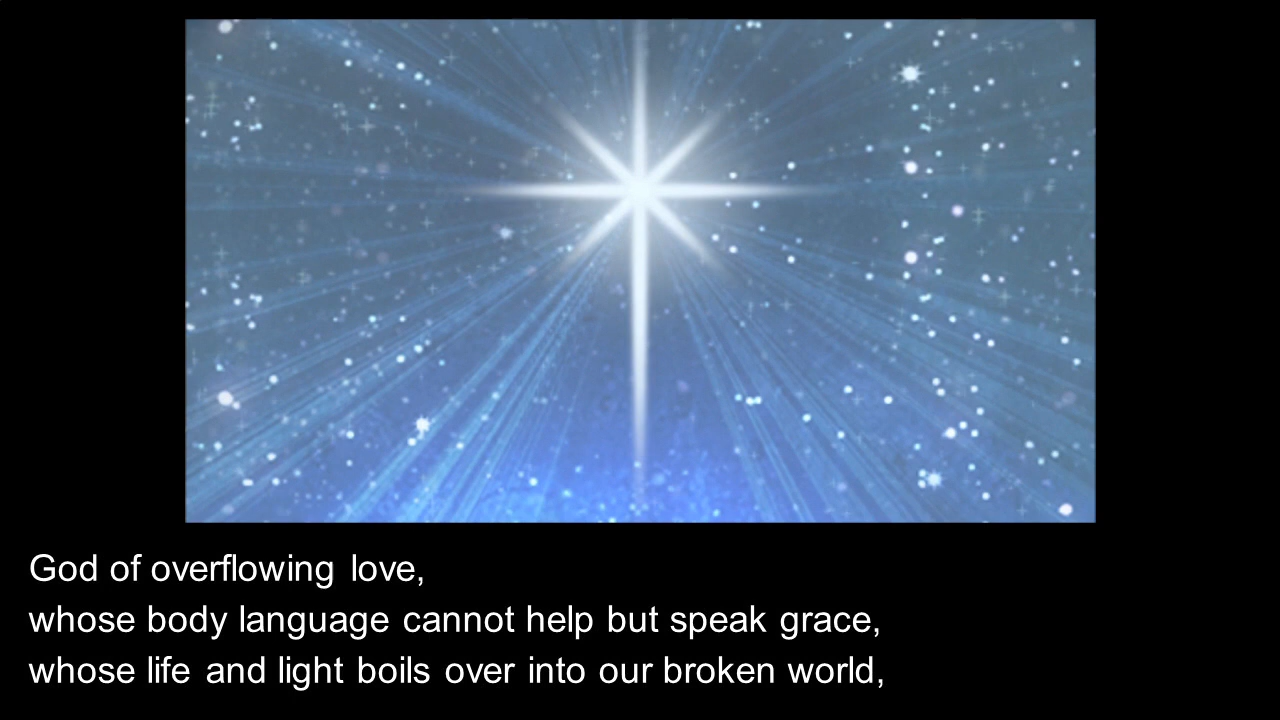 God of overflowing love,
whose body language cannot help but speak grace,
whose life and light boils over into our broken world,